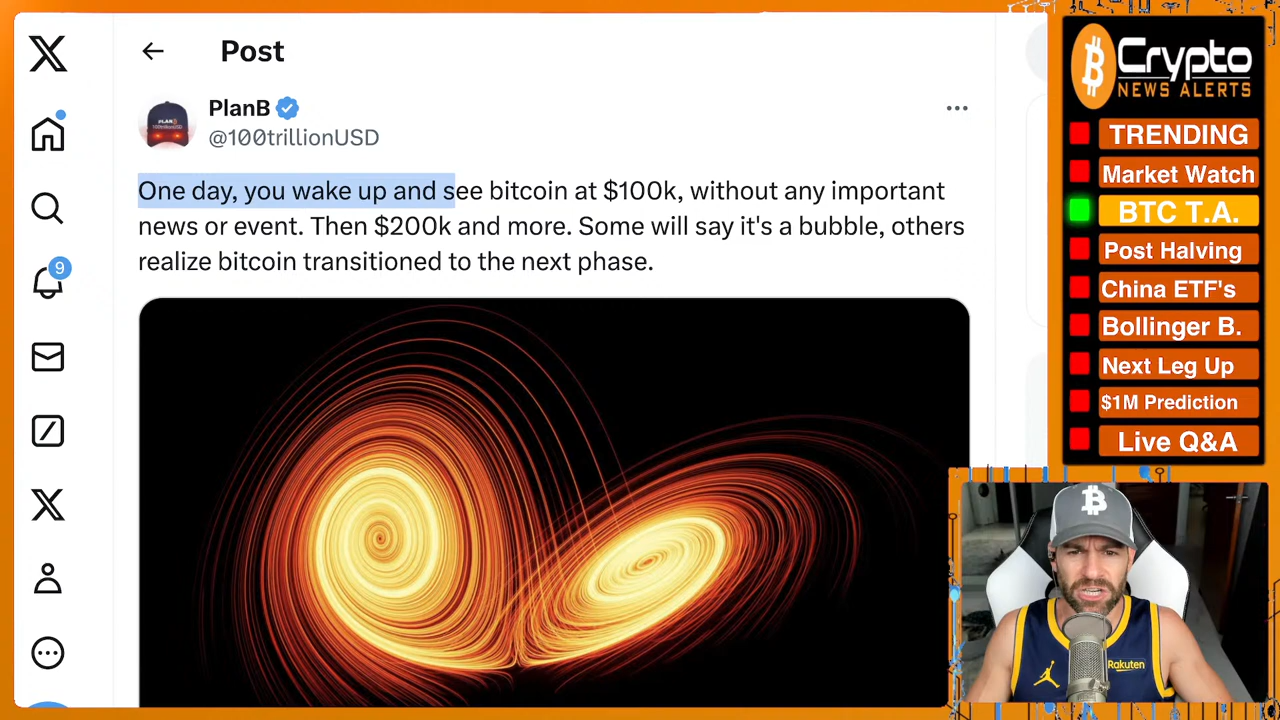 Post
PlanB
@100trillionUSD
One day, you wake up and see bitcoin at $100k, without any important
news or event. Then $200k and more. Some will say it's a bubble, others
realize bitcoin transitioned to the next phase.
9
Crypto
NEWS ALERTS
TRENDING
Market Watch
BTC T.A.
Post Halving
China ETF's
Bollinger B.
Next Leg Up
$1M Prediction
Live Q&A
PLANB
100trillionUSD
Rakuten